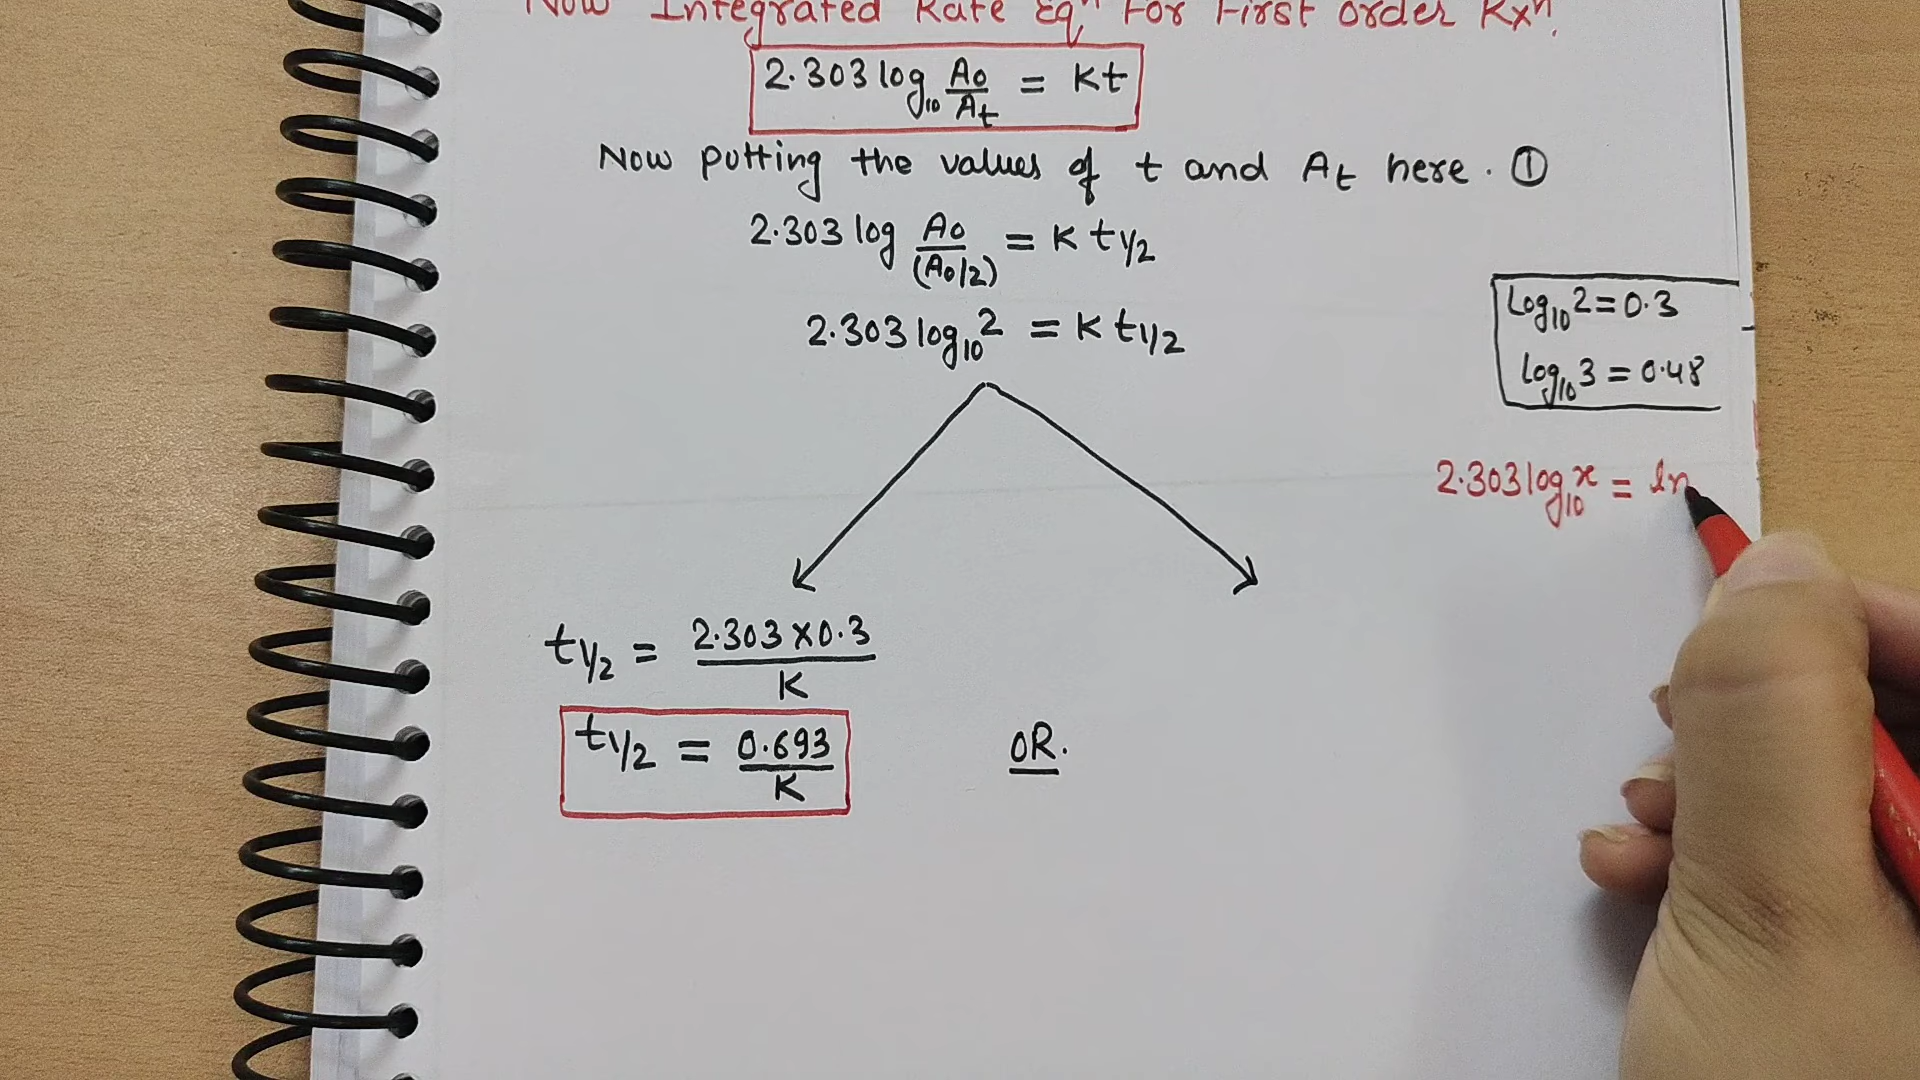 Now Integrated Rate Eqⁿ For First order Rxⁿ.
2.303 log₁₀ A₀/Aₜ = Kt
Now putting the values of t and Aₜ here. ①
2.303 log A₀/(A₀/2) = K t1/2
2.303 log₁₀ 2 = K t1/2
Log₁₀ 2 = 0.3
log₁₀ 3 = 0.48
2.303 log₁₀ x = ln
t1/2 = 2.303 x 0.3 / K
t1/2 = 0.693 / K
OR.